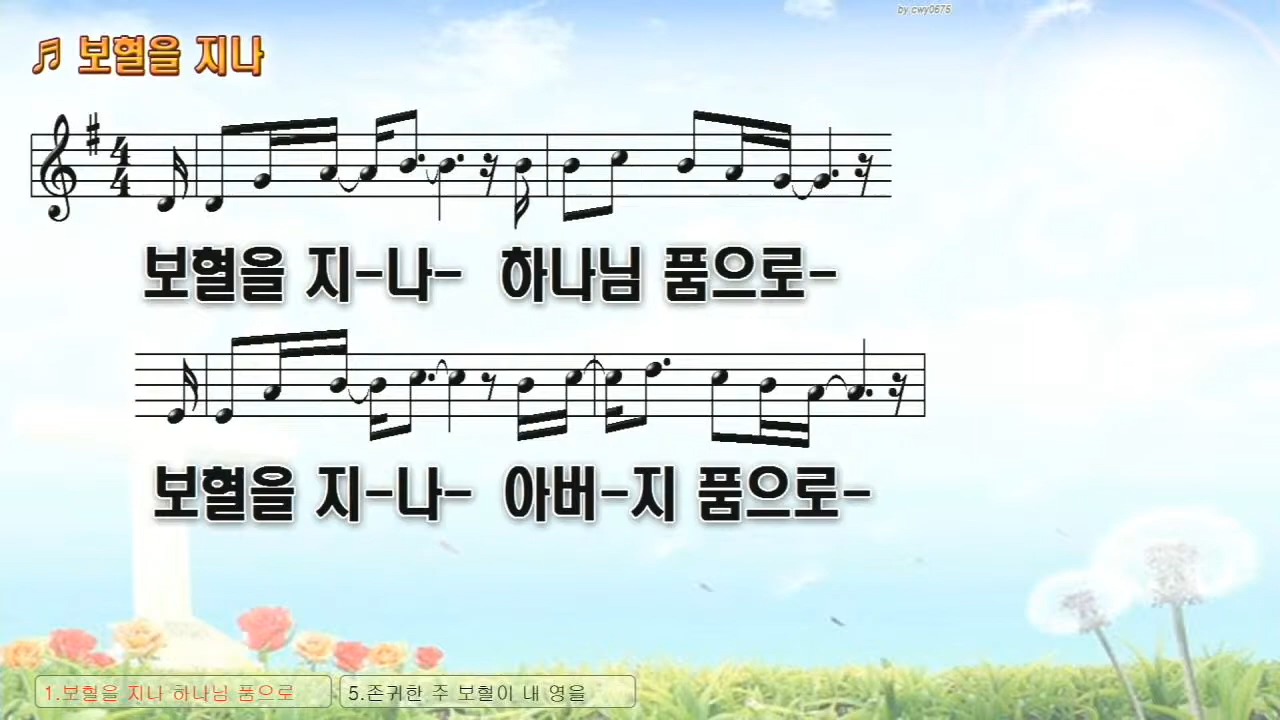 by cwy0675
♬ 보혈을 지나
4
4
보혈을 지-나- 하나님 품으로-
보혈을 지-나- 아버-지 품으로-
1.보혈을 지나 하나님 품으로
5.존귀한 주 보혈이 내 영을